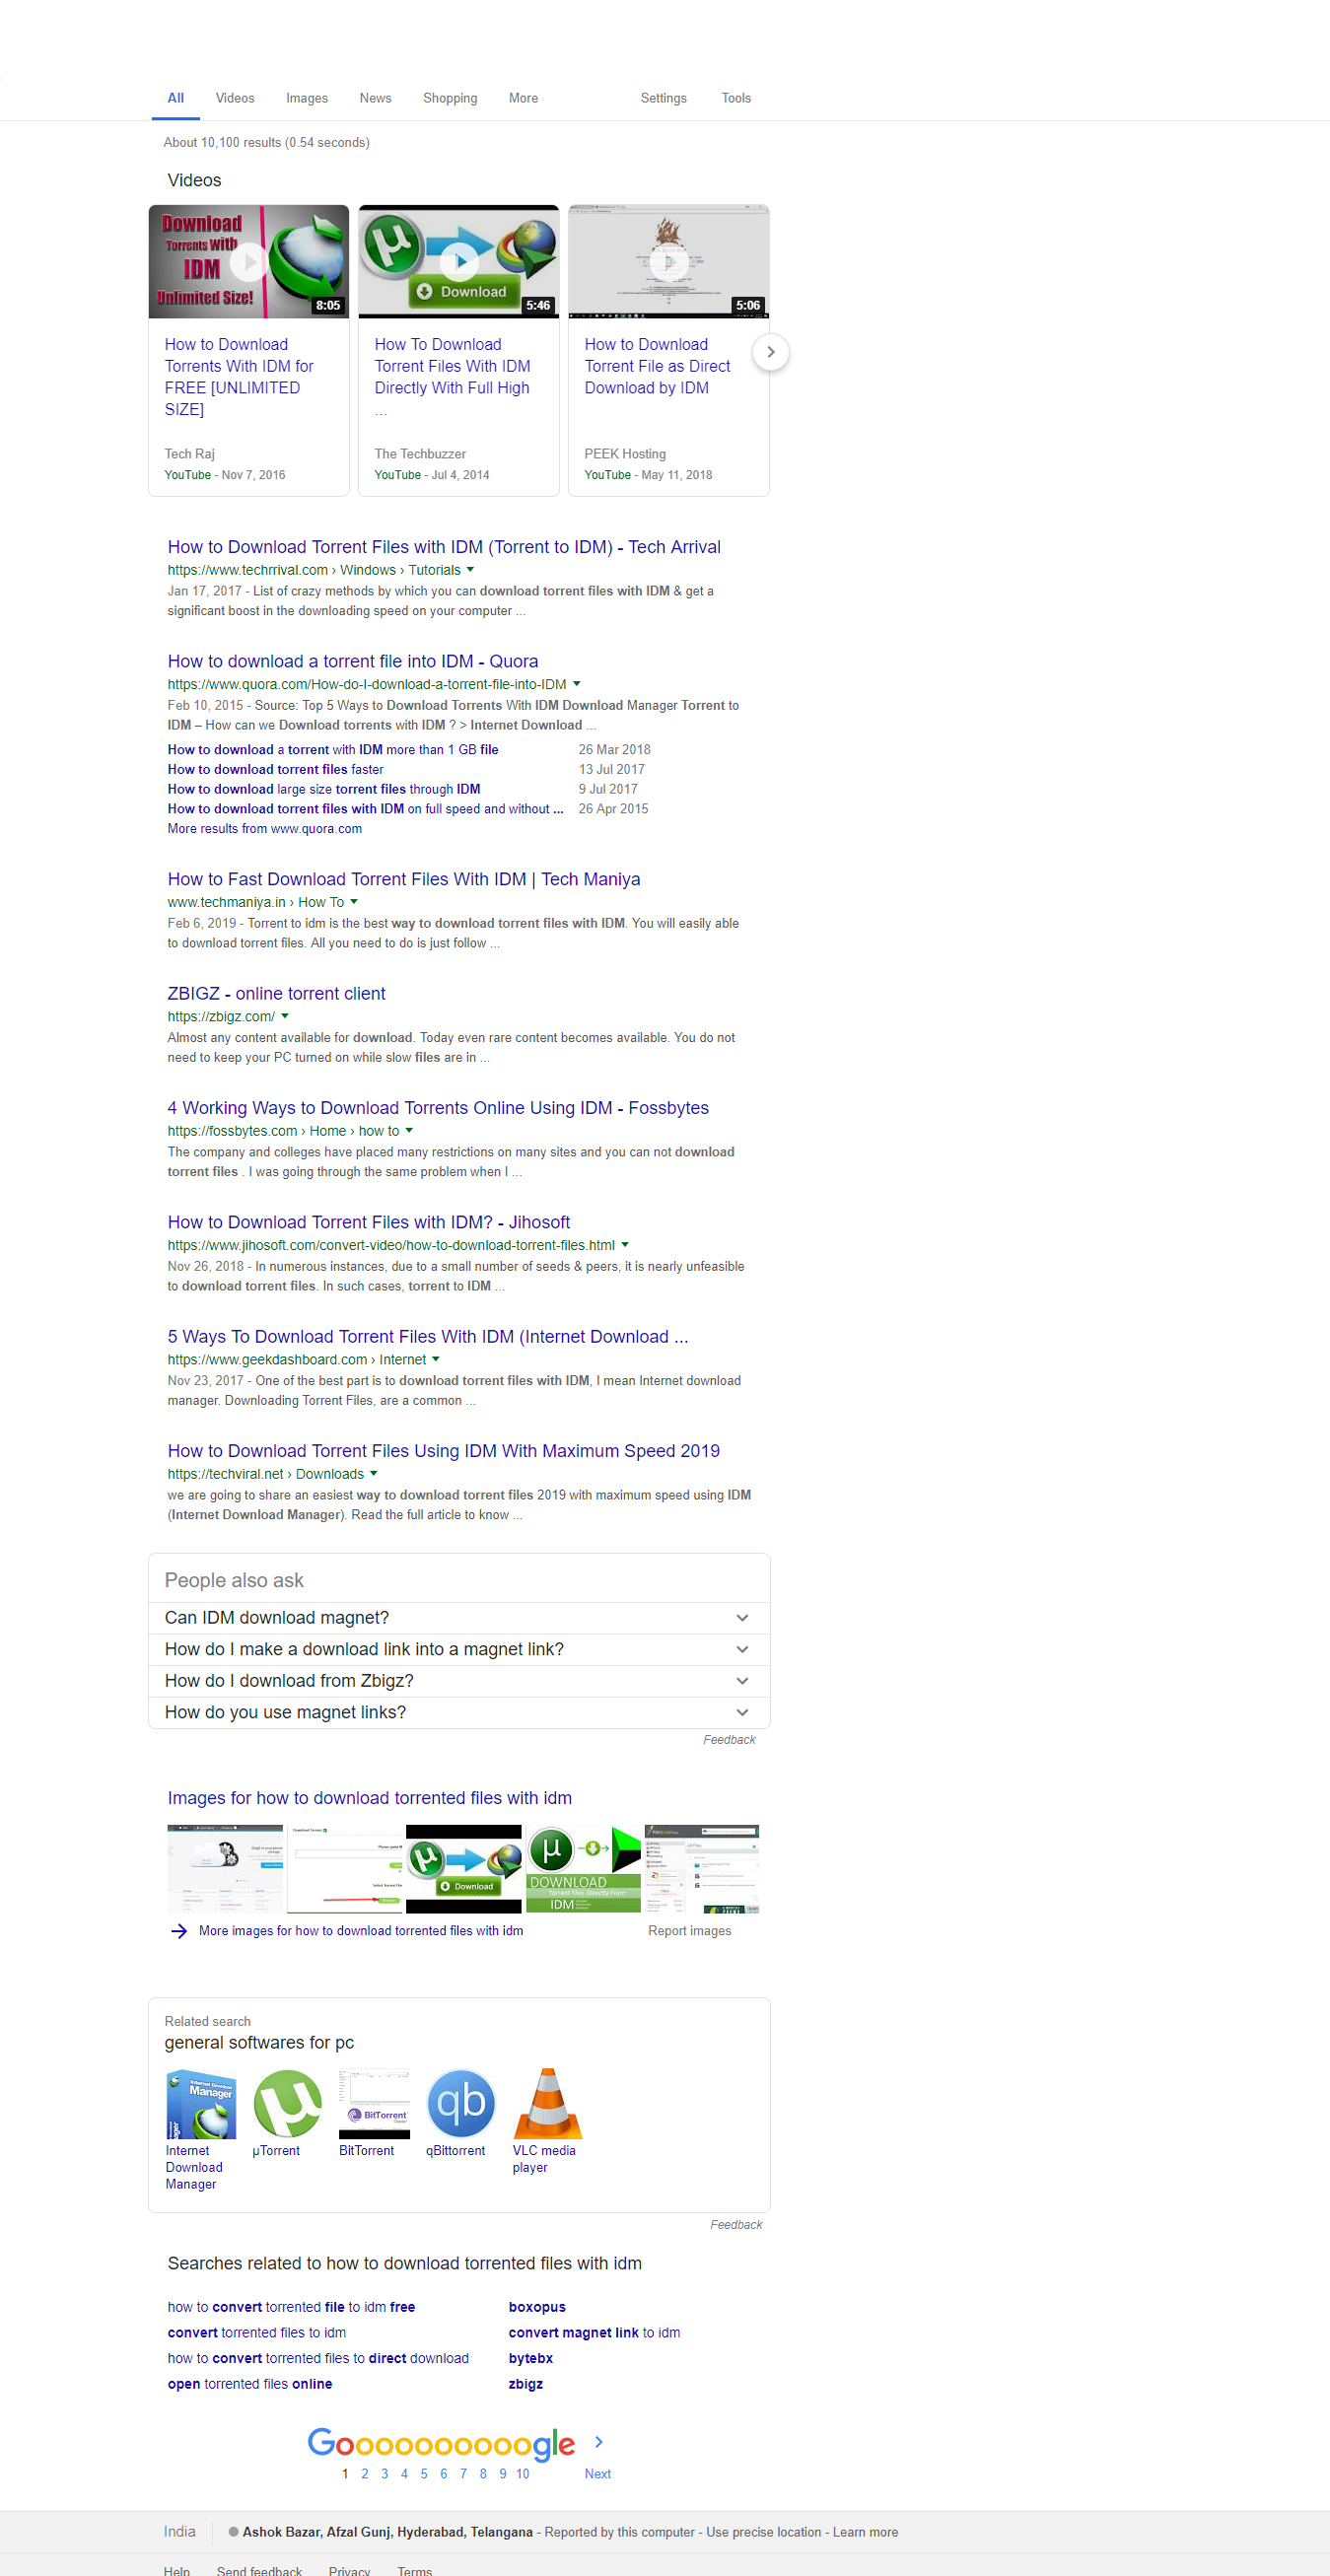 All Videos Images News Shopping More Settings Tools
About 10,100 results (0.54 seconds)
Videos
Download
Torrents with
IDM
Unlimited Size!
8:05
Download
5:46
5:06
How to Download
Torrents With IDM for
FREE [UNLIMITED
SIZE]
Tech Raj
YouTube - Nov 7, 2016
How To Download
Torrent Files With IDM
Directly With Full High
...
The Techbuzzer
YouTube - Jul 4, 2014
How to Download
Torrent File as Direct
Download by IDM
PEEK Hosting
YouTube - May 11, 2018
How to Download Torrent Files with IDM (Torrent to IDM) - Tech Arrival
https://www.techrrival.com › Windows › Tutorials
Jan 17, 2017 - List of crazy methods by which you can download torrent files with IDM & get a
significant boost in the downloading speed on your computer ...
How to download a torrent file into IDM - Quora
https://www.quora.com/How-do-I-download-a-torrent-file-into-IDM
Feb 10, 2015 - Source: Top 5 Ways to Download Torrents With IDM Download Manager Torrent to
IDM – How can we Download torrents with IDM ? > Internet Download ...
How to download a torrent with IDM more than 1 GB file 26 Mar 2018
How to download torrent files faster 13 Jul 2017
How to download large size torrent files through IDM 9 Jul 2017
How to download torrent files with IDM on full speed and without ... 26 Apr 2015
More results from www.quora.com
How to Fast Download Torrent Files With IDM | Tech Maniya
www.techmaniya.in › How To
Feb 6, 2019 - Torrent to idm is the best way to download torrent files with IDM. You will easily able
to download torrent files. All you need to do is just follow ...
ZBIGZ - online torrent client
https://zbigz.com/
Almost any content available for download. Today even rare content becomes available. You do not
need to keep your PC turned on while slow files are in ...
4 Working Ways to Download Torrents Online Using IDM - Fossbytes
https://fossbytes.com › Home › how to
The company and colleges have placed many restrictions on many sites and you can not download
torrent files . I was going through the same problem when I ...
How to Download Torrent Files with IDM? - Jihosoft
https://www.jihosoft.com/convert-video/how-to-download-torrent-files.html
Nov 26, 2018 - In numerous instances, due to a small number of seeds & peers, it is nearly unfeasible
to download torrent files. In such cases, torrent to IDM ...
5 Ways To Download Torrent Files With IDM (Internet Download ...
https://www.geekdashboard.com › Internet
Nov 23, 2017 - One of the best part is to download torrent files with IDM, I mean Internet download
manager. Downloading Torrent Files, are a common ...
How to Download Torrent Files Using IDM With Maximum Speed 2019
https://techviral.net › Downloads
we are going to share an easiest way to download torrent files 2019 with maximum speed using IDM
(Internet Download Manager). Read the full article to know ...
People also ask
Can IDM download magnet?
How do I make a download link into a magnet link?
How do I download from Zbigz?
How do you use magnet links?
Feedback
Images for how to download torrented files with idm
Download
DOWNLOAD
Torrent Files Directly From
IDM
More images for how to download torrented files with idm Report images
Related search
general softwares for pc
Internet Download
Manager
BitTorrent
qb
Internet
Download
Manager
µTorrent
BitTorrent
qBittorrent
VLC media
player
Feedback
Searches related to how to download torrented files with idm
how to convert torrented file to idm free boxopus
convert torrented files to idm convert magnet link to idm
how to convert torrented files to direct download bytebx
open torrented files online zbigz
Goooooooooogle
1 2 3 4 5 6 7 8 9 10 Next
India Ashok Bazar, Afzal Gunj, Hyderabad, Telangana - Reported by this computer - Use precise location - Learn more
Help Send feedback Privacy Terms